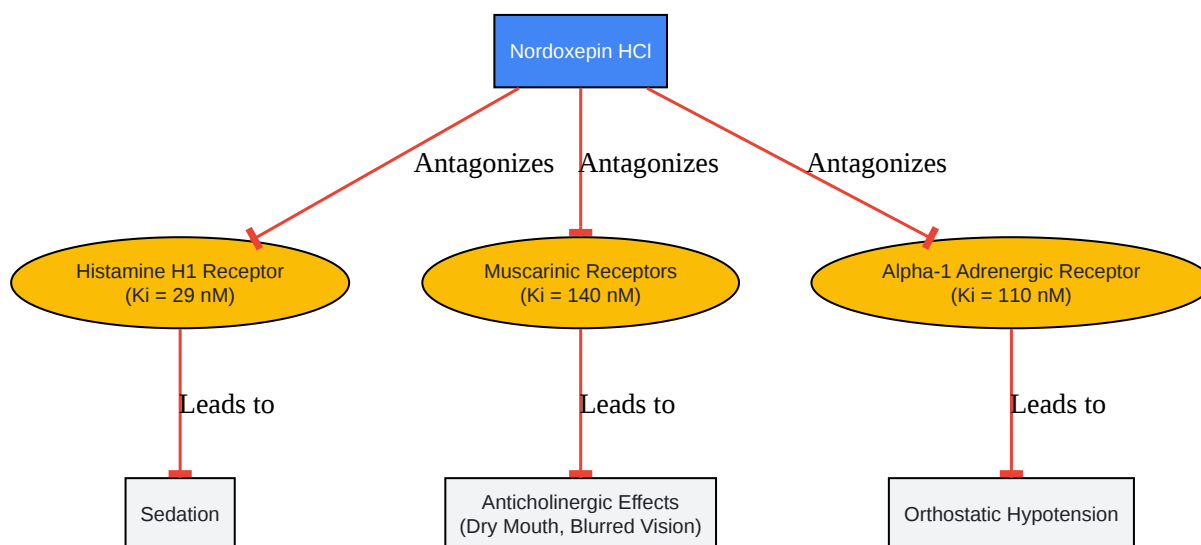 Nordoxepin HCl
Antagonizes
Antagonizes
Antagonizes
Histamine H1 Receptor
(Ki = 29 nM)
Muscarinic Receptors
(Ki = 140 nM)
Alpha-1 Adrenergic Receptor
(Ki = 110 nM)
Leads to
Leads to
Leads to
Sedation
Anticholinergic Effects
(Dry Mouth, Blurred Vision)
Orthostatic Hypotension